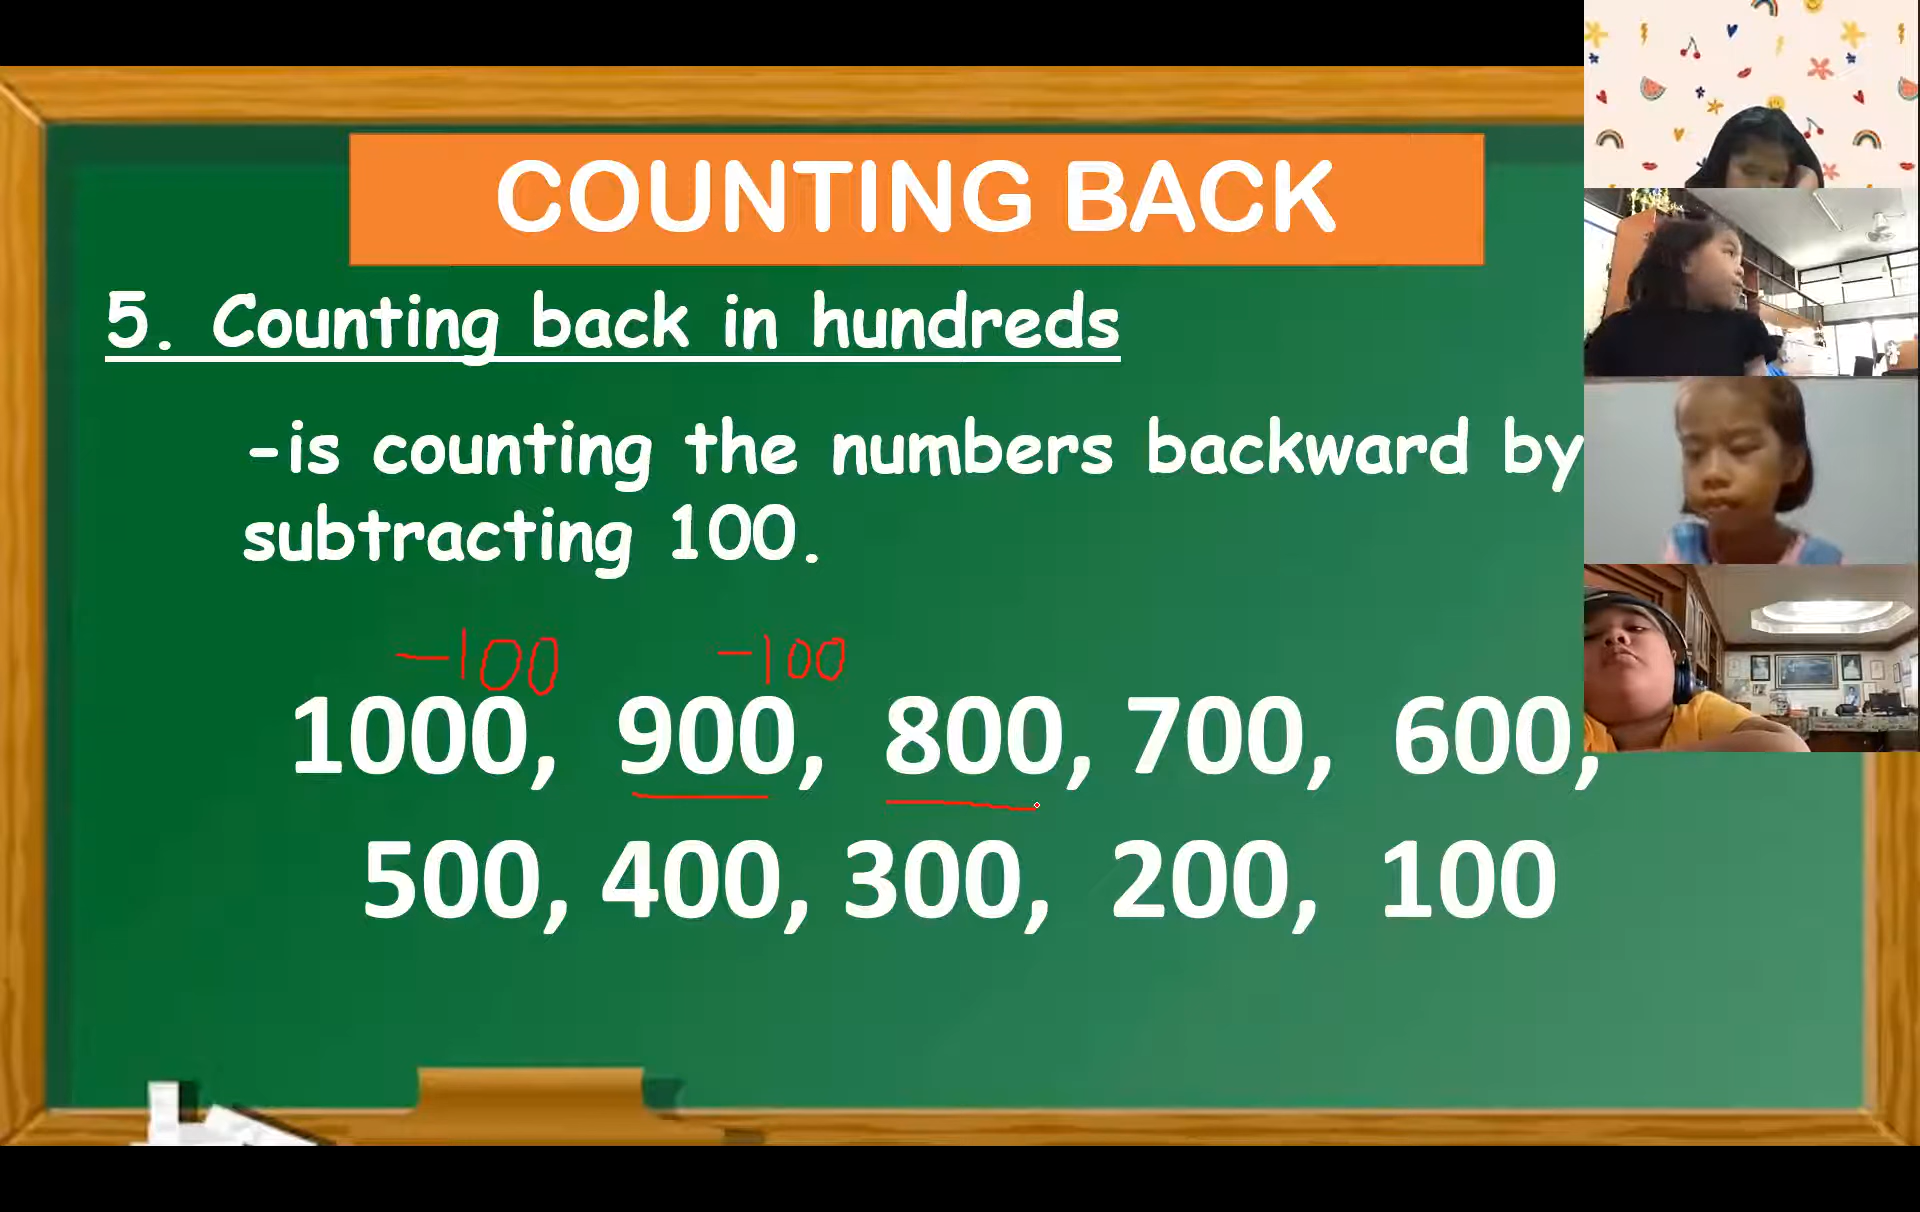 COUNTING BACK
5. Counting back in hundreds
-is counting the numbers backward by
subtracting 100.
-100 -100
1000, 900, 800, 700, 600,
500, 400, 300, 200, 100